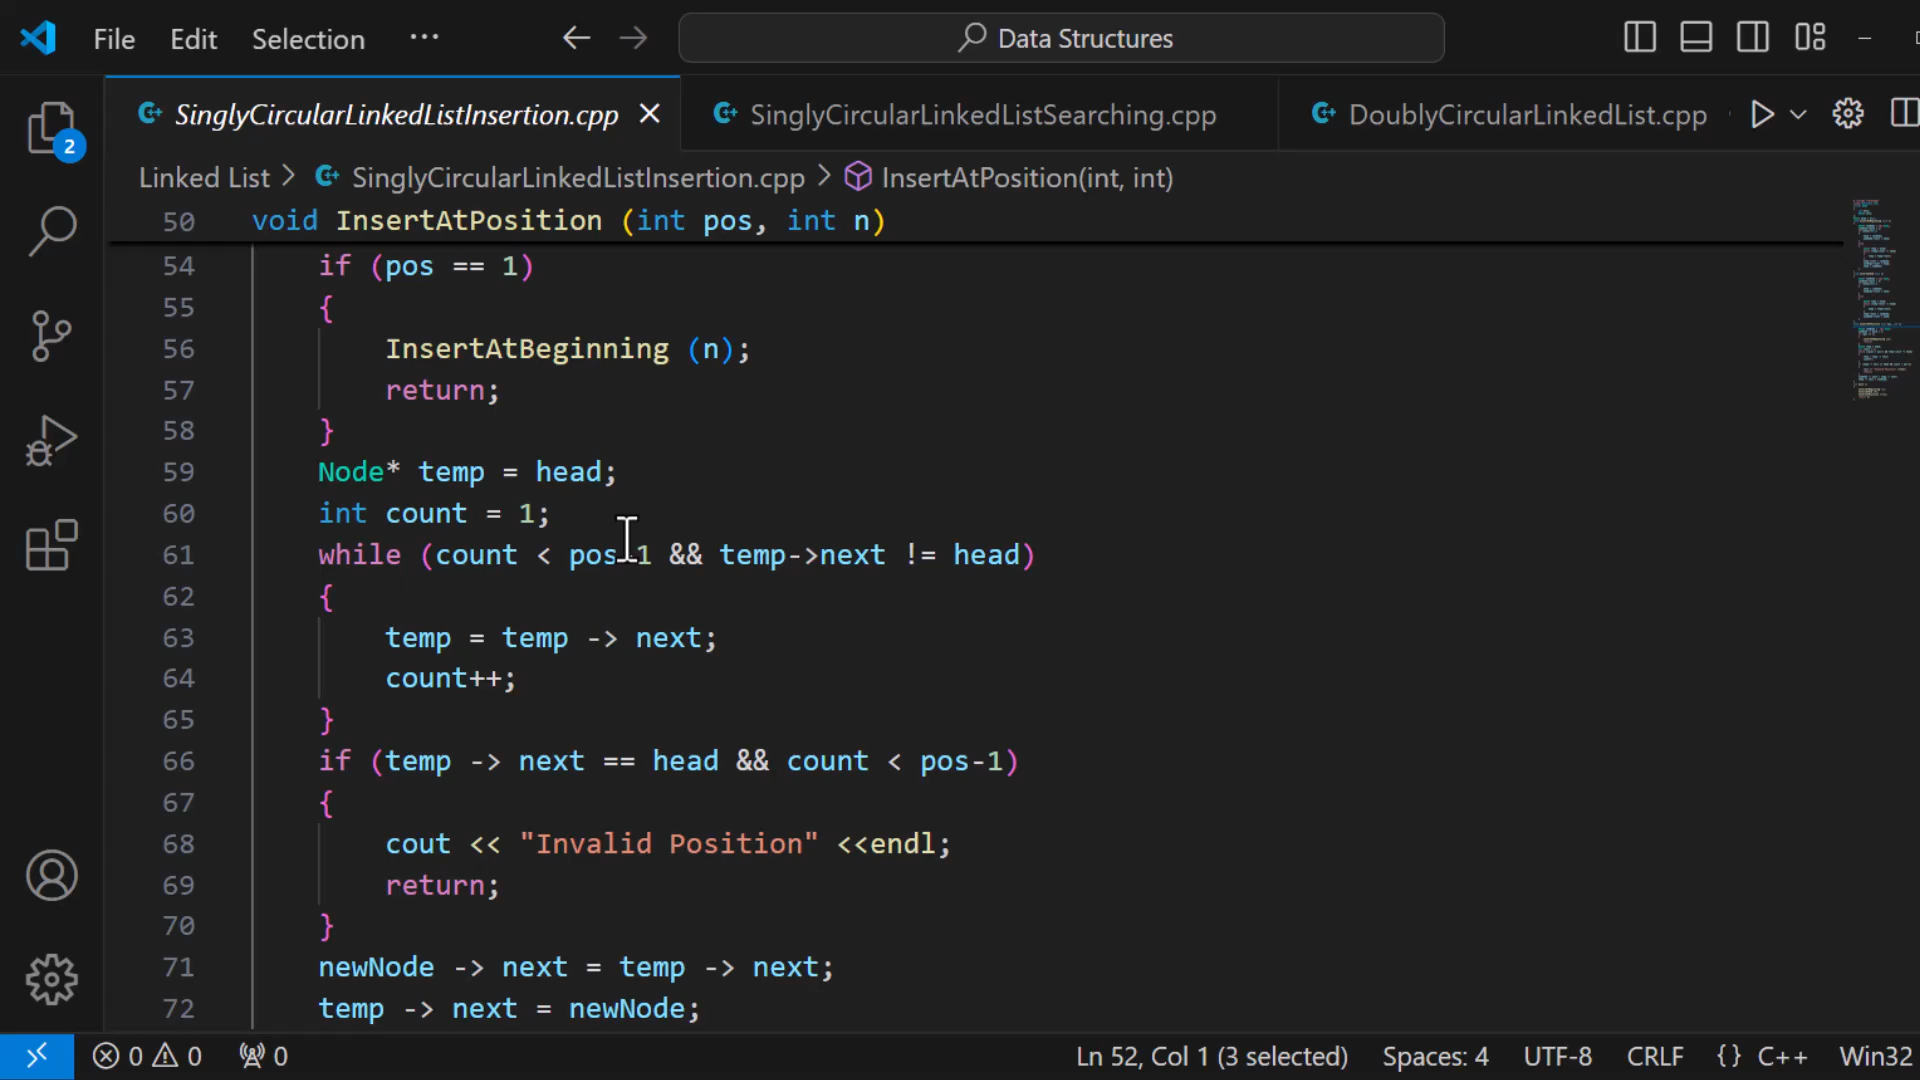 File Edit Selection ··· Data Structures
SinglyCircularLinkedListInsertion.cpp SinglyCircularLinkedListSearching.cpp DoublyCircularLinkedList.cpp
Linked List > SinglyCircularLinkedListInsertion.cpp > InsertAtPosition(int, int)
50 void InsertAtPosition (int pos, int n)
54 if (pos == 1)
55 {
56 InsertAtBeginning (n);
57 return;
58 }
59 Node* temp = head;
60 int count = 1;
61 while (count < pos-1 && temp->next != head)
62 {
63 temp = temp -> next;
64 count++;
65 }
66 if (temp -> next == head && count < pos-1)
67 {
68 cout << "Invalid Position" <<endl;
69 return;
70 }
71 newNode -> next = temp -> next;
72 temp -> next = newNode;
2
0 0 0 Ln 52, Col 1 (3 selected) Spaces: 4 UTF-8 CRLF {} C++ Win32